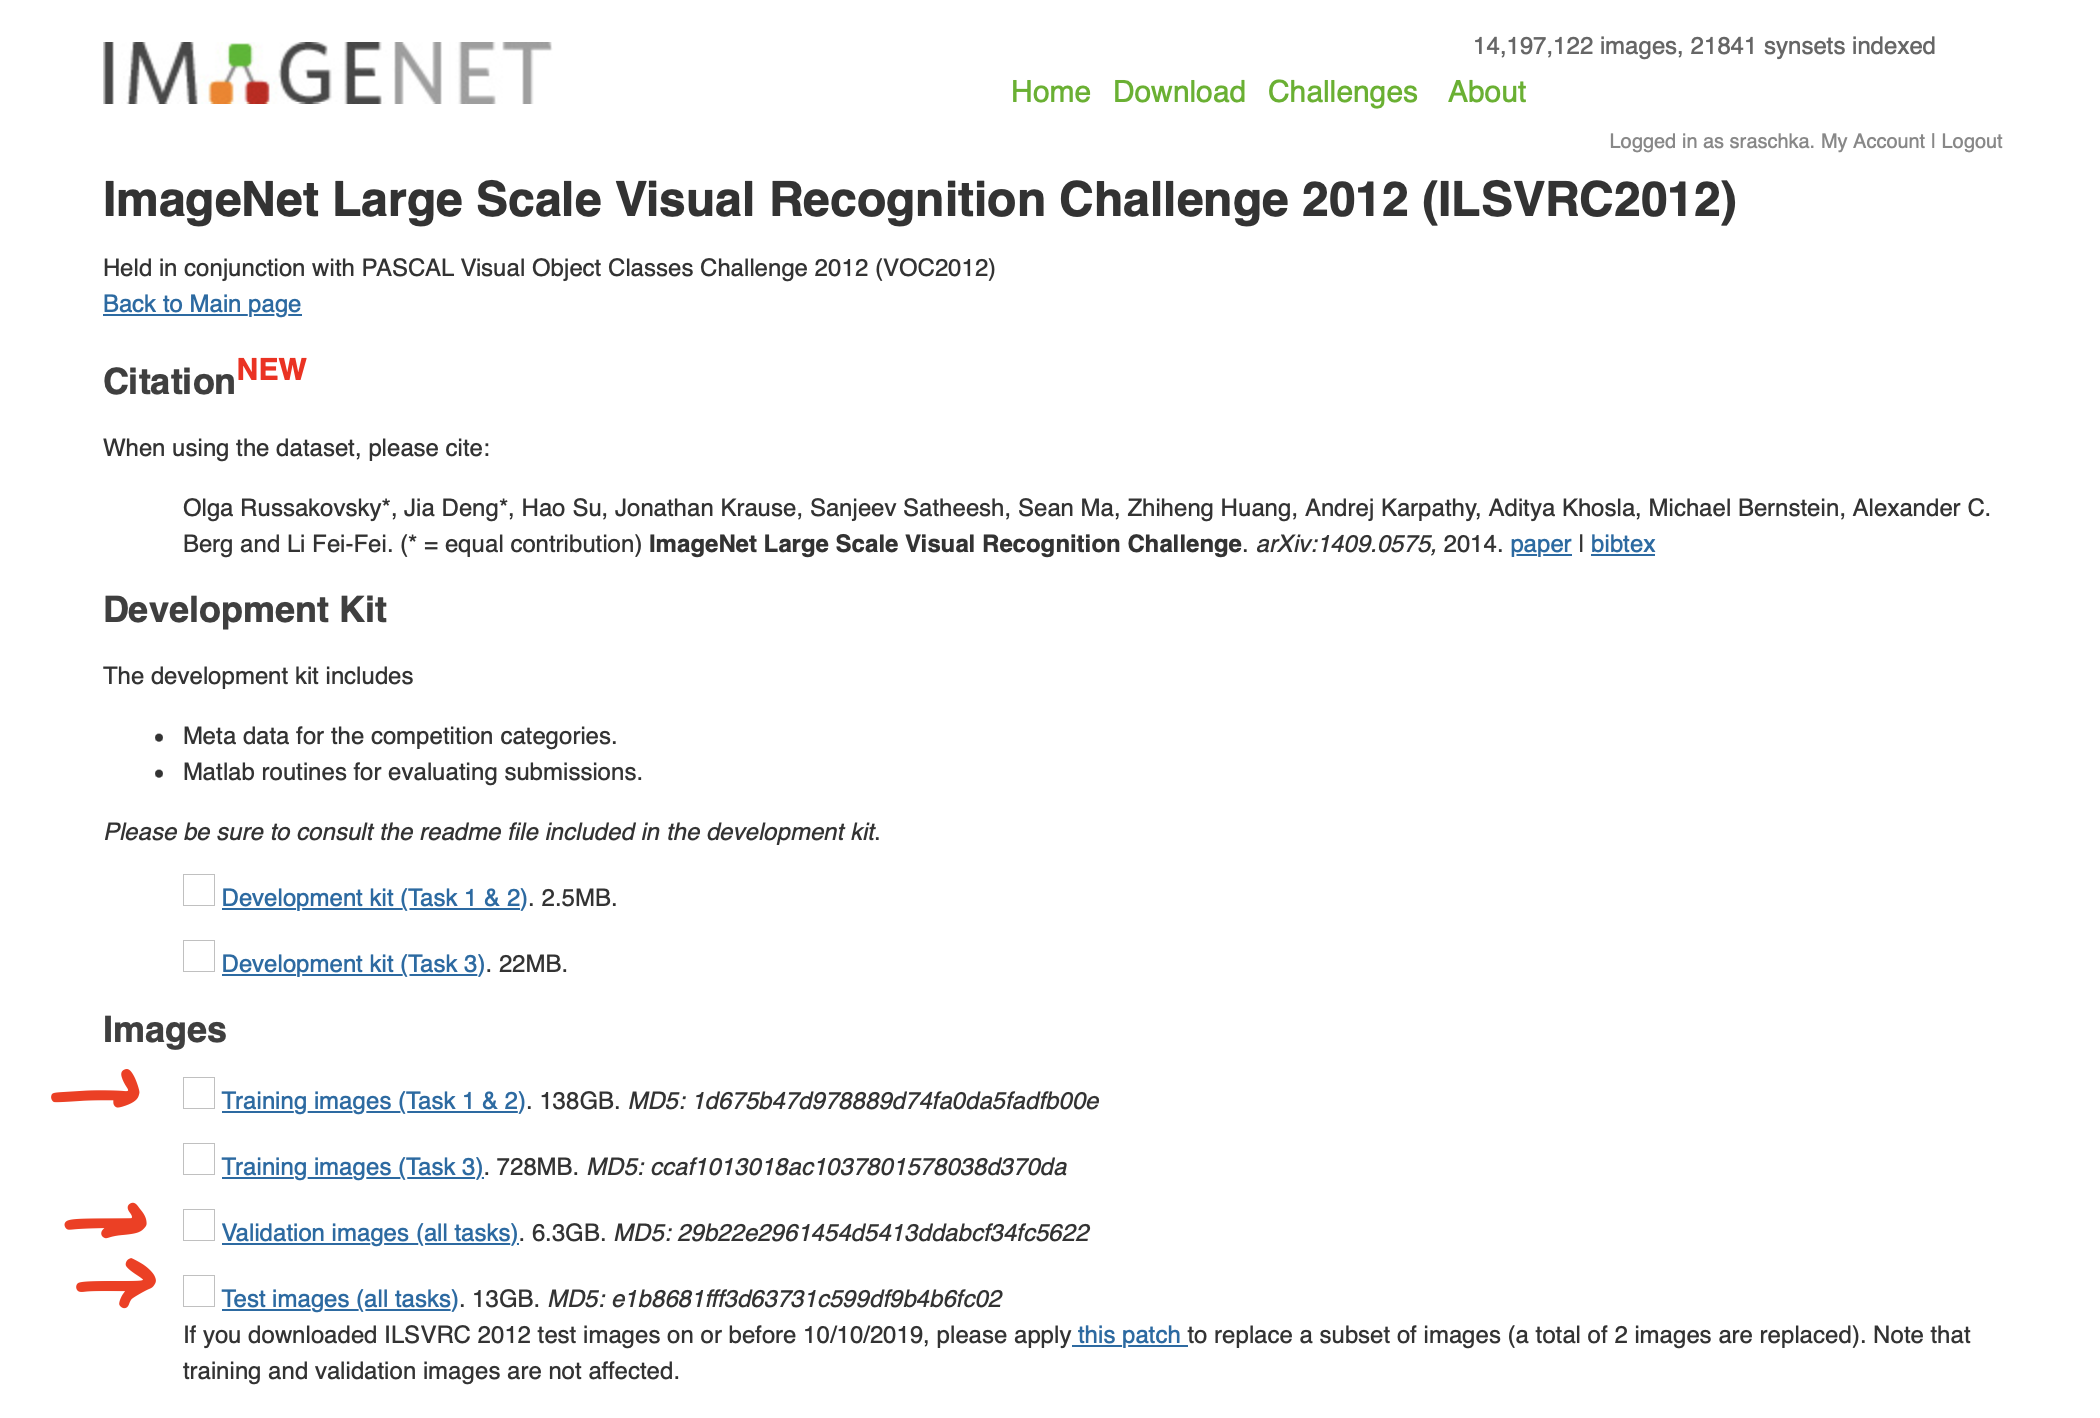 IMAGENET
14,197,122 images, 21841 synsets indexed
Home Download Challenges About
Logged in as sraschka. My Account | Logout
ImageNet Large Scale Visual Recognition Challenge 2012 (ILSVRC2012)
Held in conjunction with PASCAL Visual Object Classes Challenge 2012 (VOC2012)
Back to Main page
Citation NEW
When using the dataset, please cite:
Olga Russakovsky*, Jia Deng*, Hao Su, Jonathan Krause, Sanjeev Satheesh, Sean Ma, Zhiheng Huang, Andrej Karpathy, Aditya Khosla, Michael Bernstein, Alexander C.
Berg and Li Fei-Fei. (* = equal contribution) ImageNet Large Scale Visual Recognition Challenge. arXiv:1409.0575, 2014. paper | bibtex
Development Kit
The development kit includes
• Meta data for the competition categories.
• Matlab routines for evaluating submissions.
Please be sure to consult the readme file included in the development kit.
Development kit (Task 1 & 2). 2.5MB.
Development kit (Task 3). 22MB.
Images
Training images (Task 1 & 2). 138GB. MD5: 1d675b47d978889d74fa0da5fadfb00e
Training images (Task 3). 728MB. MD5: ccaf1013018ac1037801578038d370da
Validation images (all tasks). 6.3GB. MD5: 29b22e2961454d5413ddabcf34fc5622
Test images (all tasks). 13GB. MD5: e1b8681fff3d63731c599df9b4b6fc02
If you downloaded ILSVRC 2012 test images on or before 10/10/2019, please apply this patch to replace a subset of images (a total of 2 images are replaced). Note that
training and validation images are not affected.